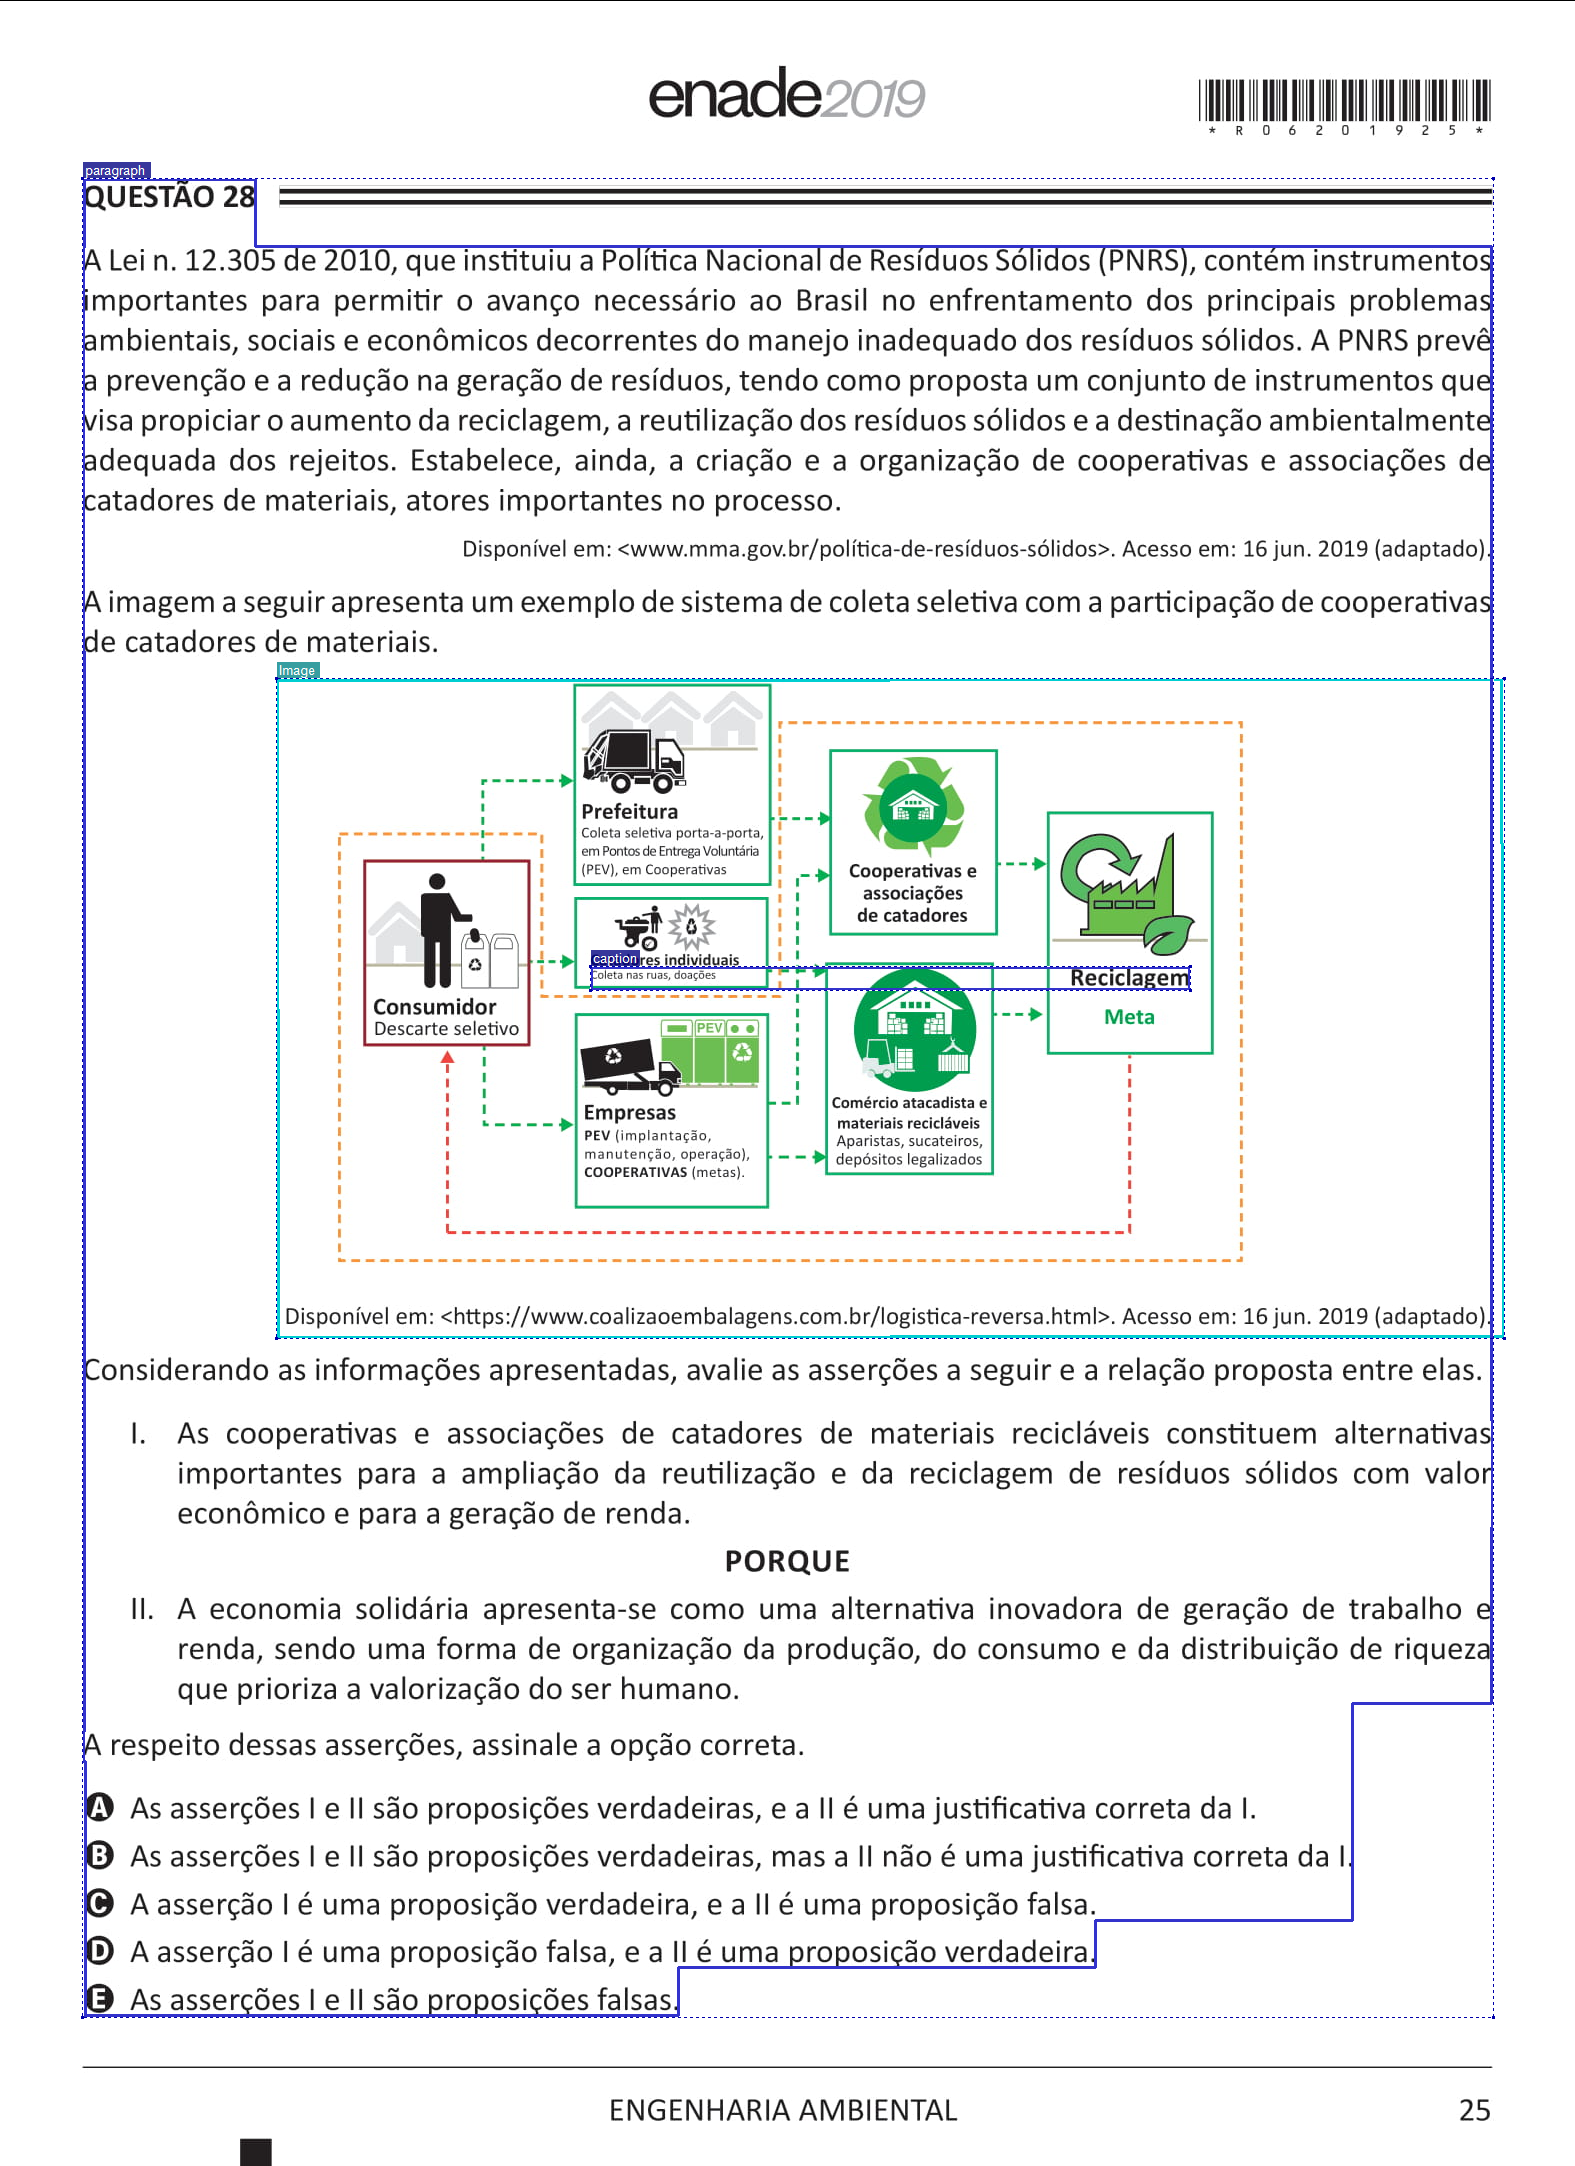 enade2019
*R06201925*
paragraph
QUESTÃO 28
A Lei n. 12.305 de 2010, que instituiu a Política Nacional de Resíduos Sólidos (PNRS), contém instrumentos
importantes para permitir o avanço necessário ao Brasil no enfrentamento dos principais problemas
ambientais, sociais e econômicos decorrentes do manejo inadequado dos resíduos sólidos. A PNRS prevê
a prevenção e a redução na geração de resíduos, tendo como proposta um conjunto de instrumentos que
visa propiciar o aumento da reciclagem, a reutilização dos resíduos sólidos e a destinação ambientalmente
adequada dos rejeitos. Estabelece, ainda, a criação e a organização de cooperativas e associações de
catadores de materiais, atores importantes no processo.
Disponível em: <www.mma.gov.br/política-de-resíduos-sólidos>. Acesso em: 16 jun. 2019 (adaptado).
A imagem a seguir apresenta um exemplo de sistema de coleta seletiva com a participação de cooperativas
de catadores de materiais.
Image
Prefeitura
Coleta seletiva porta-a-porta,
em Pontos de Entrega Voluntária
(PEV), em Cooperativas
Cooperativas e
associações
de catadores
caption
res individuais
Coleta nas ruas, doações
Reciclagem
Meta
Consumidor
Descarte seletivo
PEV
Empresas
PEV (implantação,
manutenção, operação),
COOPERATIVAS (metas).
Comércio atacadista e
materiais recicláveis
Aparistas, sucateiros,
depósitos legalizados
Disponível em: <https://www.coalizaoembalagens.com.br/logistica-reversa.html>. Acesso em: 16 jun. 2019 (adaptado).
Considerando as informações apresentadas, avalie as asserções a seguir e a relação proposta entre elas.
I. As cooperativas e associações de catadores de materiais recicláveis constituem alternativas
importantes para a ampliação da reutilização e da reciclagem de resíduos sólidos com valor
econômico e para a geração de renda.
PORQUE
II. A economia solidária apresenta-se como uma alternativa inovadora de geração de trabalho e
renda, sendo uma forma de organização da produção, do consumo e da distribuição de riqueza
que prioriza a valorização do ser humano.
A respeito dessas asserções, assinale a opção correta.
A As asserções I e II são proposições verdadeiras, e a II é uma justificativa correta da I.
B As asserções I e II são proposições verdadeiras, mas a II não é uma justificativa correta da I.
C A asserção I é uma proposição verdadeira, e a II é uma proposição falsa.
D A asserção I é uma proposição falsa, e a II é uma proposição verdadeira.
E As asserções I e II são proposições falsas.
ENGENHARIA AMBIENTAL
25